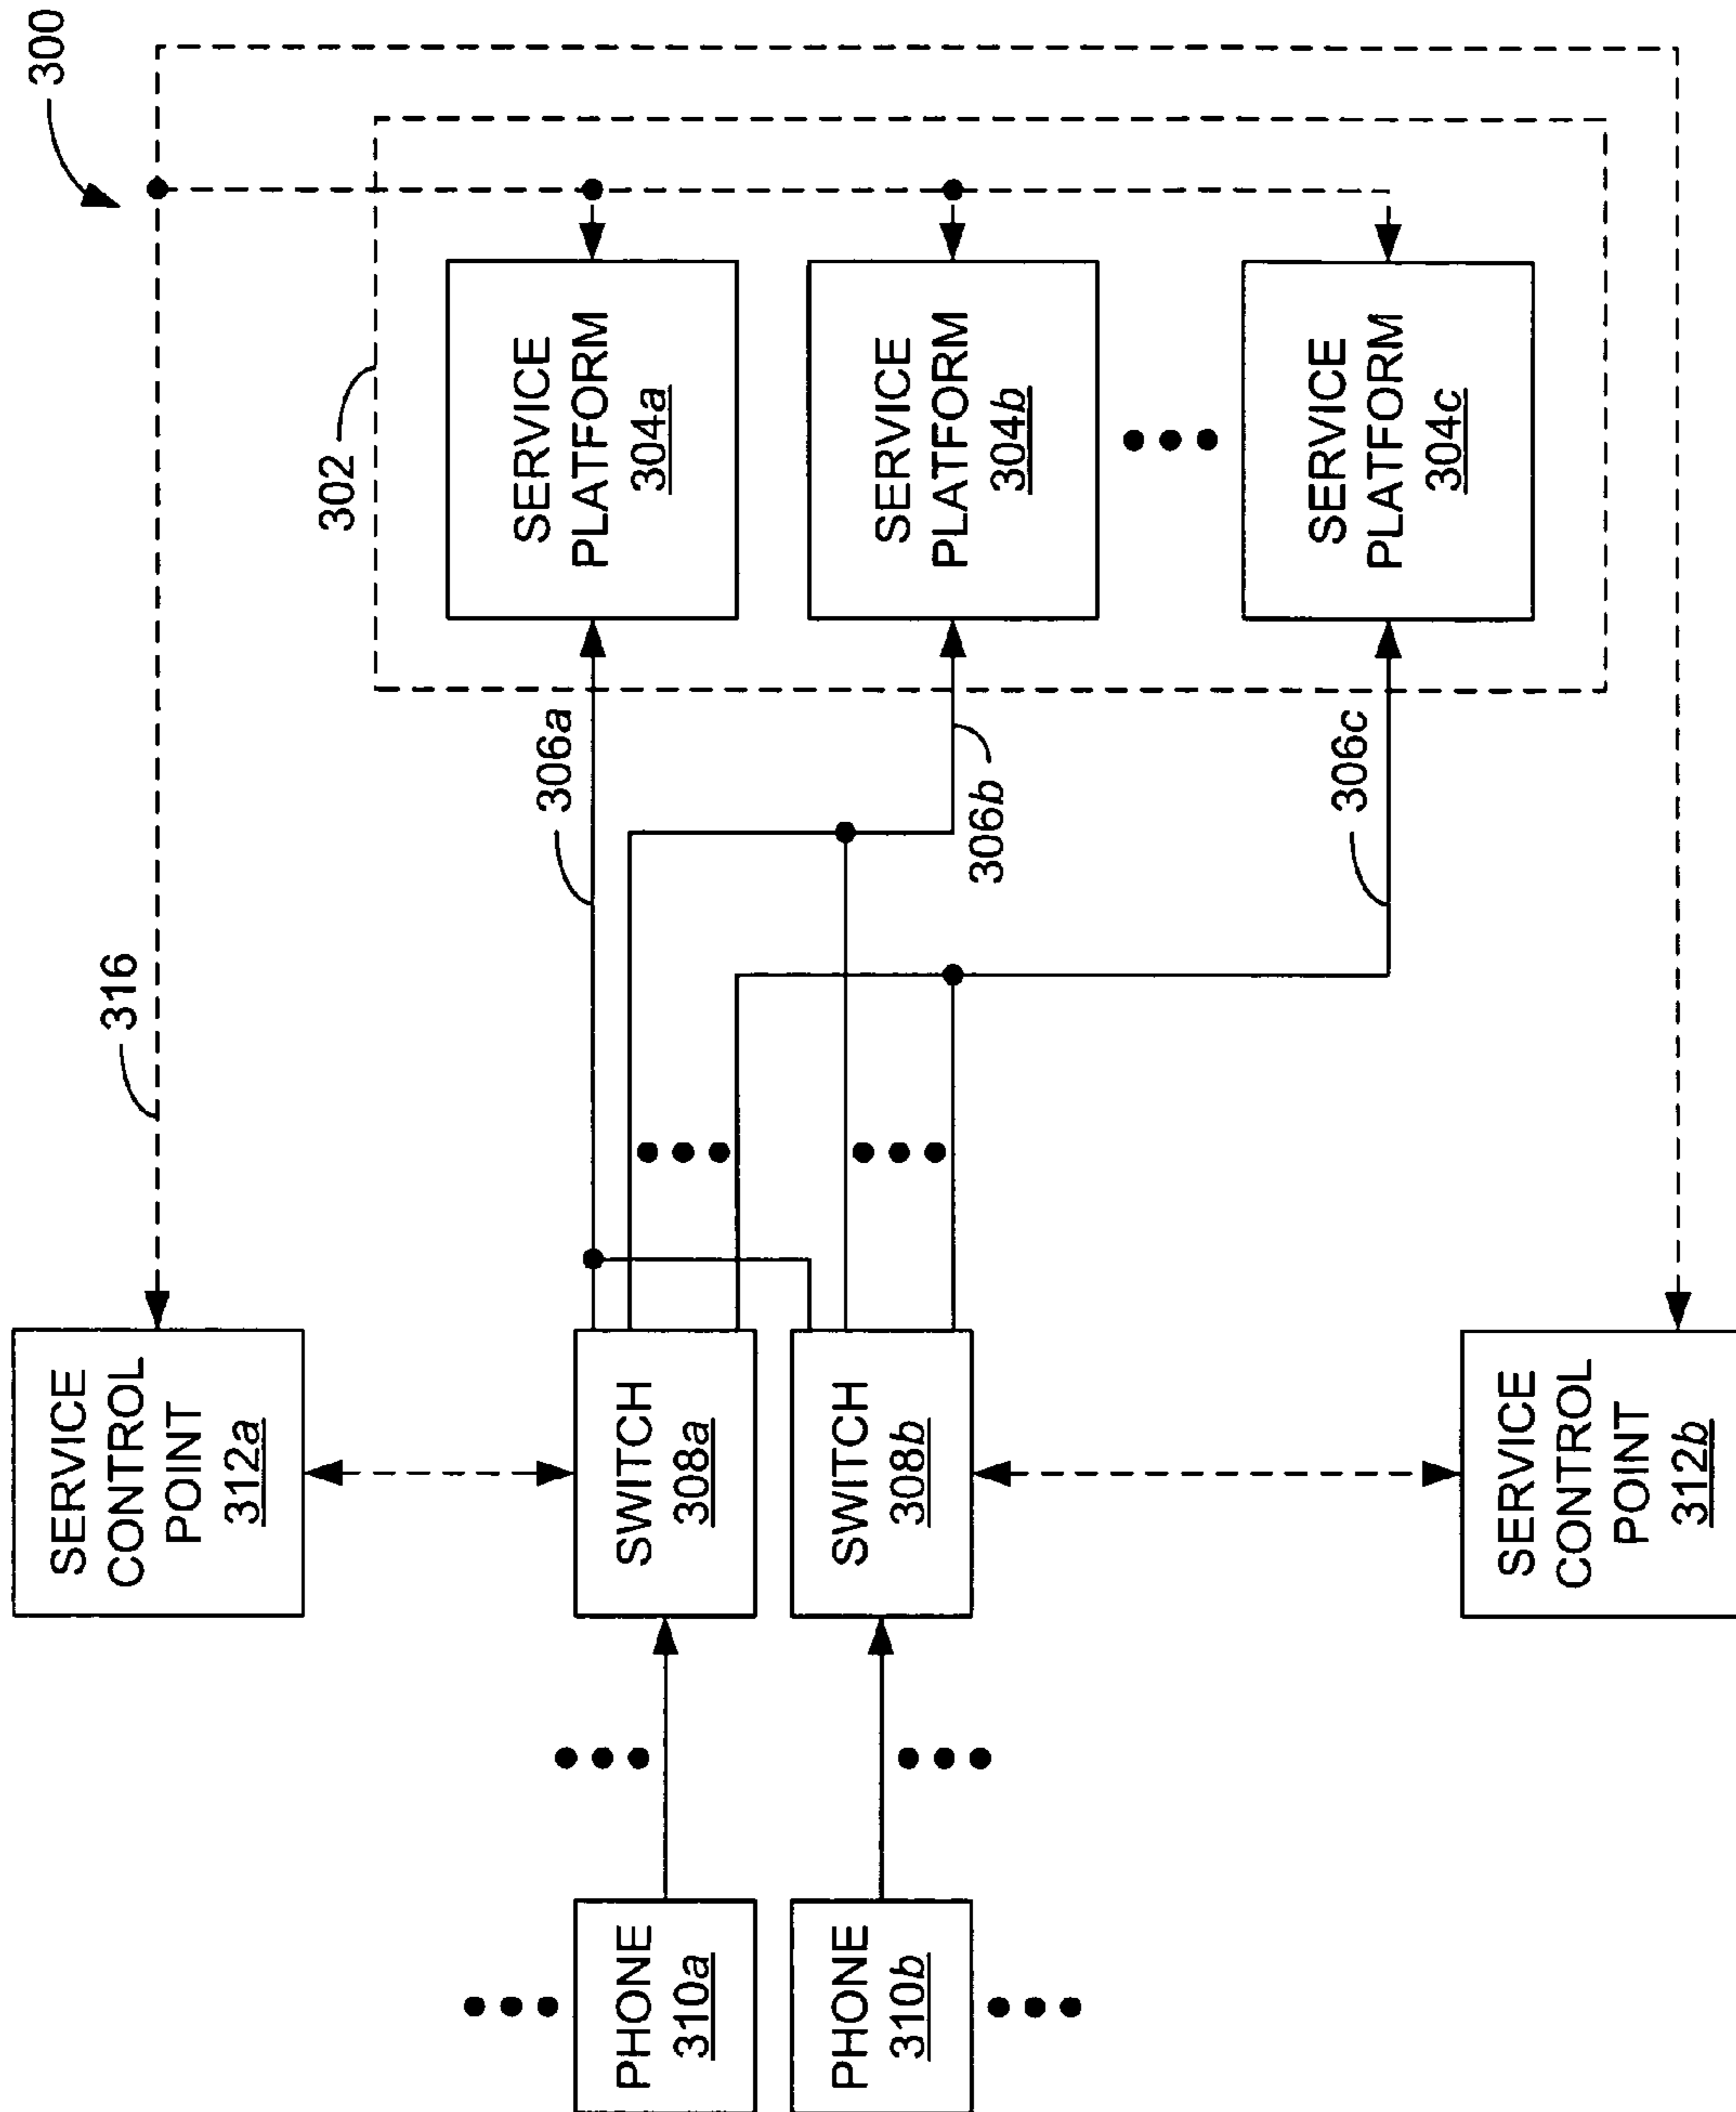 300
316
302
SERVICE
CONTROL
POINT
312a
SERVICE
PLATFORM
304a
306a
PHONE
310a
SWITCH
308a
SERVICE
PLATFORM
304b
306b
PHONE
310b
SWITCH
308b
SERVICE
PLATFORM
304c
306c
SERVICE
CONTROL
POINT
312b